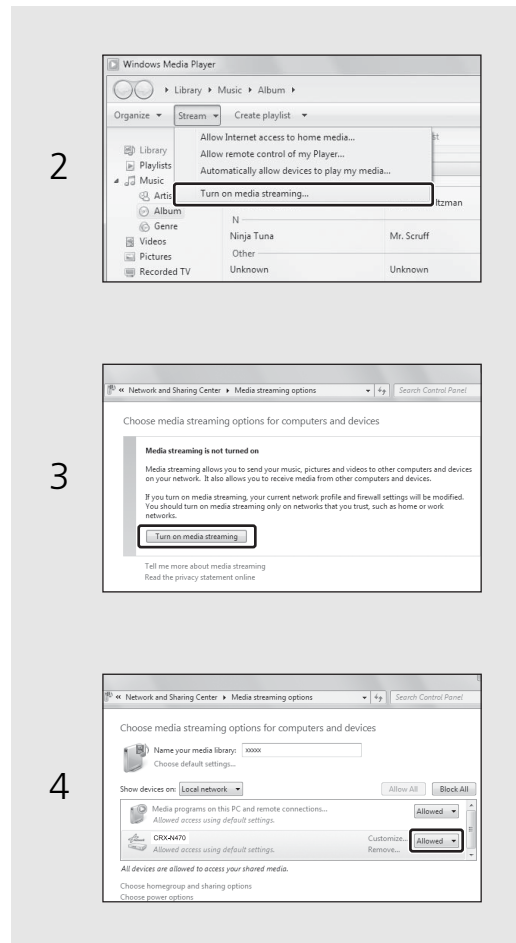 2
Windows Media Player
Library ▸ Music ▸ Album ▸
Organize Stream Create playlist
Allow Internet access to home media...
Library
Allow remote control of my Player...
Playlists
Automatically allow devices to play my media...
Music
Turn on media streaming...
Artis
ltzman
Album
N
Genre
Ninja Tuna Mr. Scruff
Videos
Other
Pictures
Recorded TV Unknown Unknown
3
« Network and Sharing Center ▸ Media streaming options Search Control Panel
Choose media streaming options for computers and devices
Media streaming is not turned on
Media streaming allows you to send your music, pictures and videos to other computers and devices
on your network. It also allows you to receive media from other computers and devices.
If you turn on media streaming, your current network profile and firewall settings will be modified.
You should turn on media streaming only on networks that you trust, such as home or work
networks.
Turn on media streaming
Tell me more about media streaming
Read the privacy statement online
4
« Network and Sharing Center ▸ Media streaming options Search Control Panel
Choose media streaming options for computers and devices
Name your media library: xxxxx
Choose default settings...
Show devices on: Local network Allow All Block All
Media programs on this PC and remote connections... Allowed
Allowed access using default settings.
CRX-N470 Customize... Allowed
Allowed access using default settings. Remove...
All devices are allowed to access your shared media.
Choose homegroup and sharing options
Choose power options